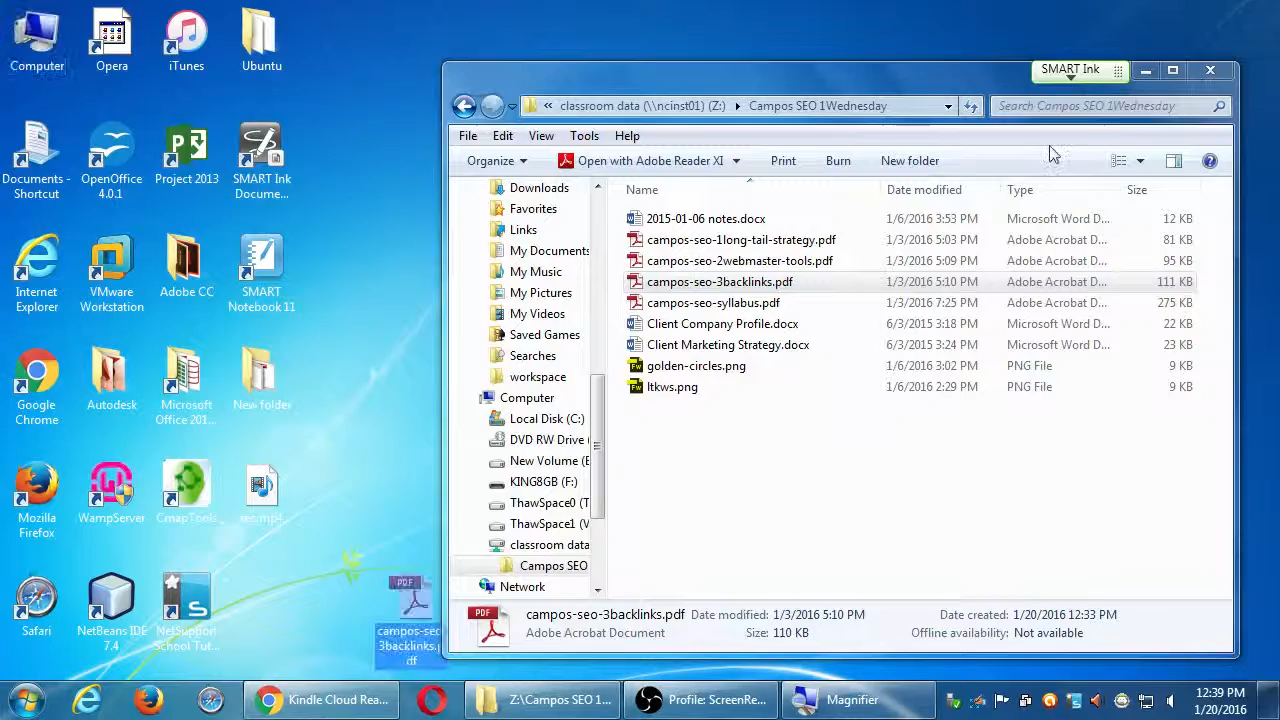 Computer
Opera
iTunes
Ubuntu
Documents - Shortcut
OpenOffice 4.0.1
Project 2013
SMART Ink Docume...
Internet Explorer
VMware Workstation
Adobe CC
SMART Notebook 11
Google Chrome
Autodesk
Microsoft Office 201...
New folder
Mozilla Firefox
WampServer
CmapTools
rec.mp4
Safari
NetBeans IDE 7.4
NetSupport School Tut...
PDF
campos-seo-3backlinks.pdf
SMART Ink
« classroom data (\\ncinst01) (Z:) Campos SEO 1Wednesday
Search Campos SEO 1Wednesday
File Edit View Tools Help
Organize Open with Adobe Reader XI Print Burn New folder
Downloads
Favorites
Links
My Documents
My Music
My Pictures
My Videos
Saved Games
Searches
workspace
Computer
Local Disk (C:)
DVD RW Drive
New Volume (E
KING8GB (F:)
ThawSpace0 (T
ThawSpace1 (V
classroom data
Campos SEO
Network
Name Date modified Type Size
2015-01-06 notes.docx 1/6/2016 3:53 PM Microsoft Word D... 12 KB
campos-seo-1long-tail-strategy.pdf 1/3/2016 5:03 PM Adobe Acrobat D... 81 KB
campos-seo-2webmaster-tools.pdf 1/3/2016 5:09 PM Adobe Acrobat D... 95 KB
campos-seo-3backlinks.pdf 1/3/2016 5:10 PM Adobe Acrobat D... 111 KB
campos-seo-syllabus.pdf 1/3/2016 7:25 PM Adobe Acrobat D... 275 KB
Client Company Profile.docx 6/3/2015 3:18 PM Microsoft Word D... 22 KB
Client Marketing Strategy.docx 6/3/2015 3:24 PM Microsoft Word D... 23 KB
golden-circles.png 1/6/2016 3:02 PM PNG File 9 KB
ltkws.png 1/6/2016 2:29 PM PNG File 9 KB
PDF
campos-seo-3backlinks.pdf Date modified: 1/3/2016 5:10 PM Date created: 1/20/2016 12:33 PM
Adobe Acrobat Document Size: 110 KB Offline availability: Not available
Kindle Cloud Rea...
Z:\Campos SEO 1...
Profile: ScreenRe...
Magnifier
12:39 PM
1/20/2016